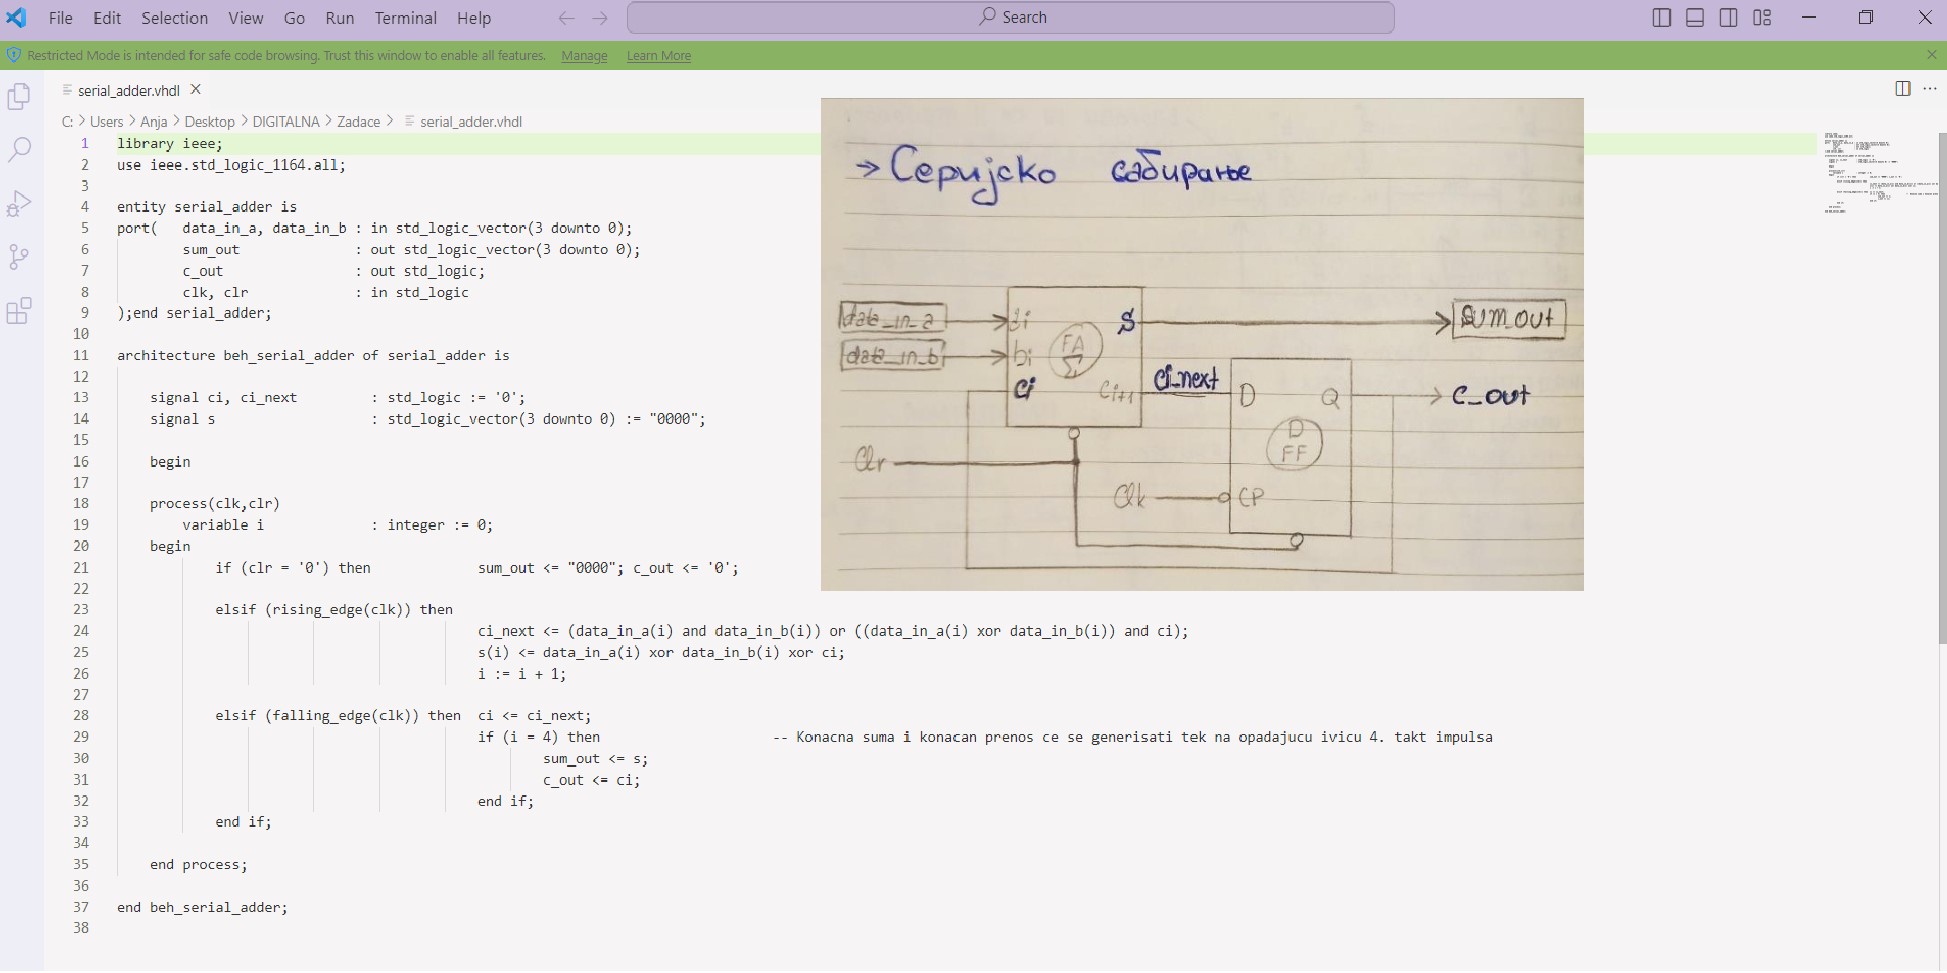 File Edit Selection View Go Run Terminal Help
Search
Restricted Mode is intended for safe code browsing. Trust this window to enable all features. Manage Learn More
serial_adder.vhdl
C: > Users > Anja > Desktop > DIGITALNA > Zadace > serial_adder.vhdl
1 library ieee;
2 use ieee.std_logic_1164.all;
3
4 entity serial_adder is
5 port( data_in_a, data_in_b : in std_logic_vector(3 downto 0);
6 sum_out : out std_logic_vector(3 downto 0);
7 c_out : out std_logic;
8 clk, clr : in std_logic
9 );end serial_adder;
10
11 architecture beh_serial_adder of serial_adder is
12
13 signal ci, ci_next : std_logic := '0';
14 signal s : std_logic_vector(3 downto 0) := "0000";
15
16 begin
17
18 process(clk,clr)
19 variable i : integer := 0;
20 begin
21 if (clr = '0') then sum_out <= "0000"; c_out <= '0';
22
23 elsif (rising_edge(clk)) then
24 ci_next <= (data_in_a(i) and data_in_b(i)) or ((data_in_a(i) xor data_in_b(i)) and ci);
25 s(i) <= data_in_a(i) xor data_in_b(i) xor ci;
26 i := i + 1;
27
28 elsif (falling_edge(clk)) then ci <= ci_next;
29 if (i = 4) then -- Konacna suma i konacan prenos ce se generisati tek na opadajucu ivicu 4. takt impulsa
30 sum_out <= s;
31 c_out <= ci;
32 end if;
33 end if;
34
35 end process;
36
37 end beh_serial_adder;
38
→ Серијско сабирање
data_in_a
S
SUM_OUT
data_in_b
bi
FA
Σ
ci
Ci+1
ci_next
D
Q
C_out
D
FF
Clr
Clk
CP